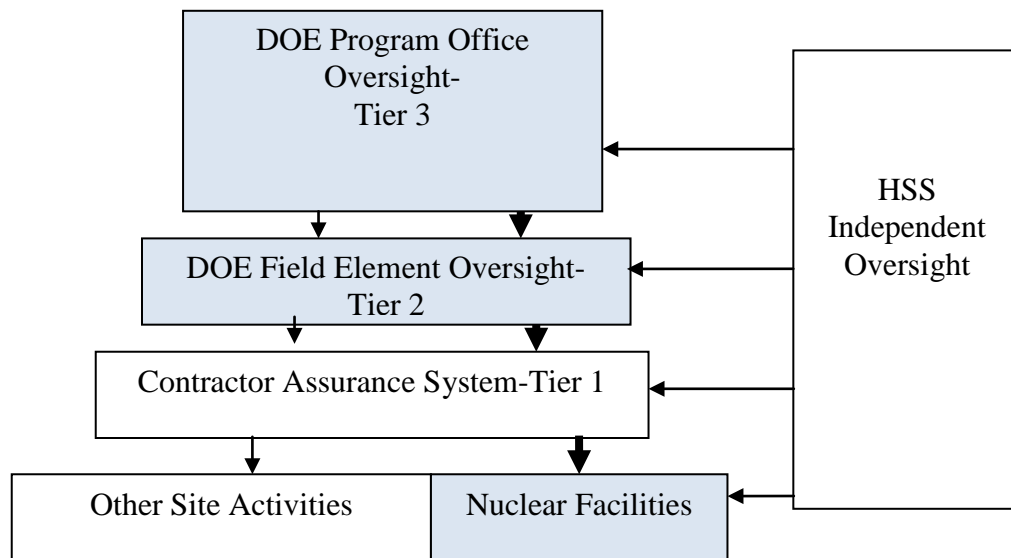 DOE Program Office
Oversight-
Tier 3
HSS
Independent
Oversight
DOE Field Element Oversight-
Tier 2
Contractor Assurance System-Tier 1
Other Site Activities
Nuclear Facilities